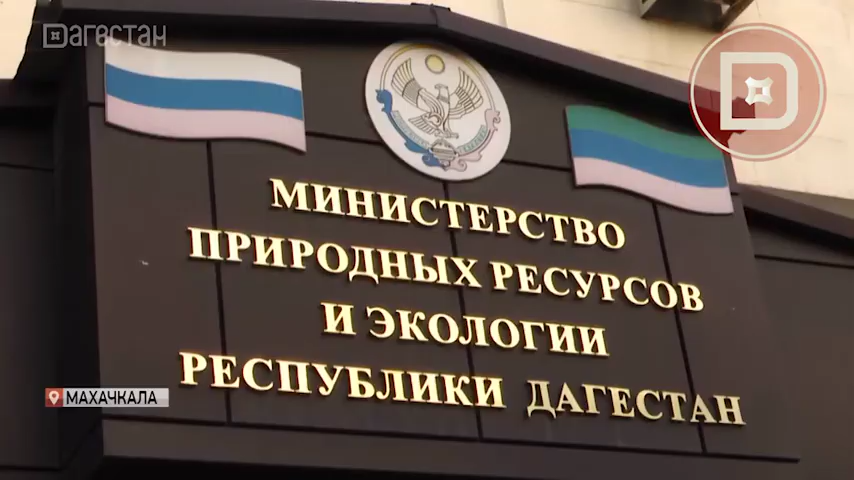 Дагестан
МИНИСТЕРСТВО
ПРИРОДНЫХ РЕСУРСОВ
И ЭКОЛОГИИ
РЕСПУБЛИКИ ДАГЕСТАН
МАХАЧКАЛА